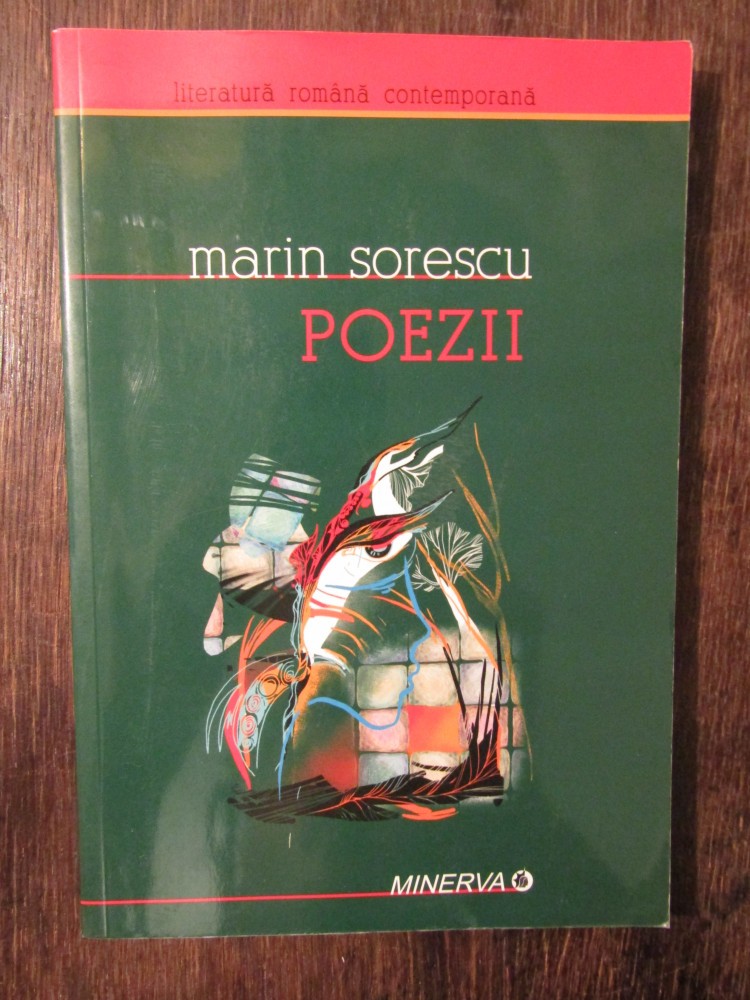 literatură română contemporană
marin sorescu
POEZII
MINERVA